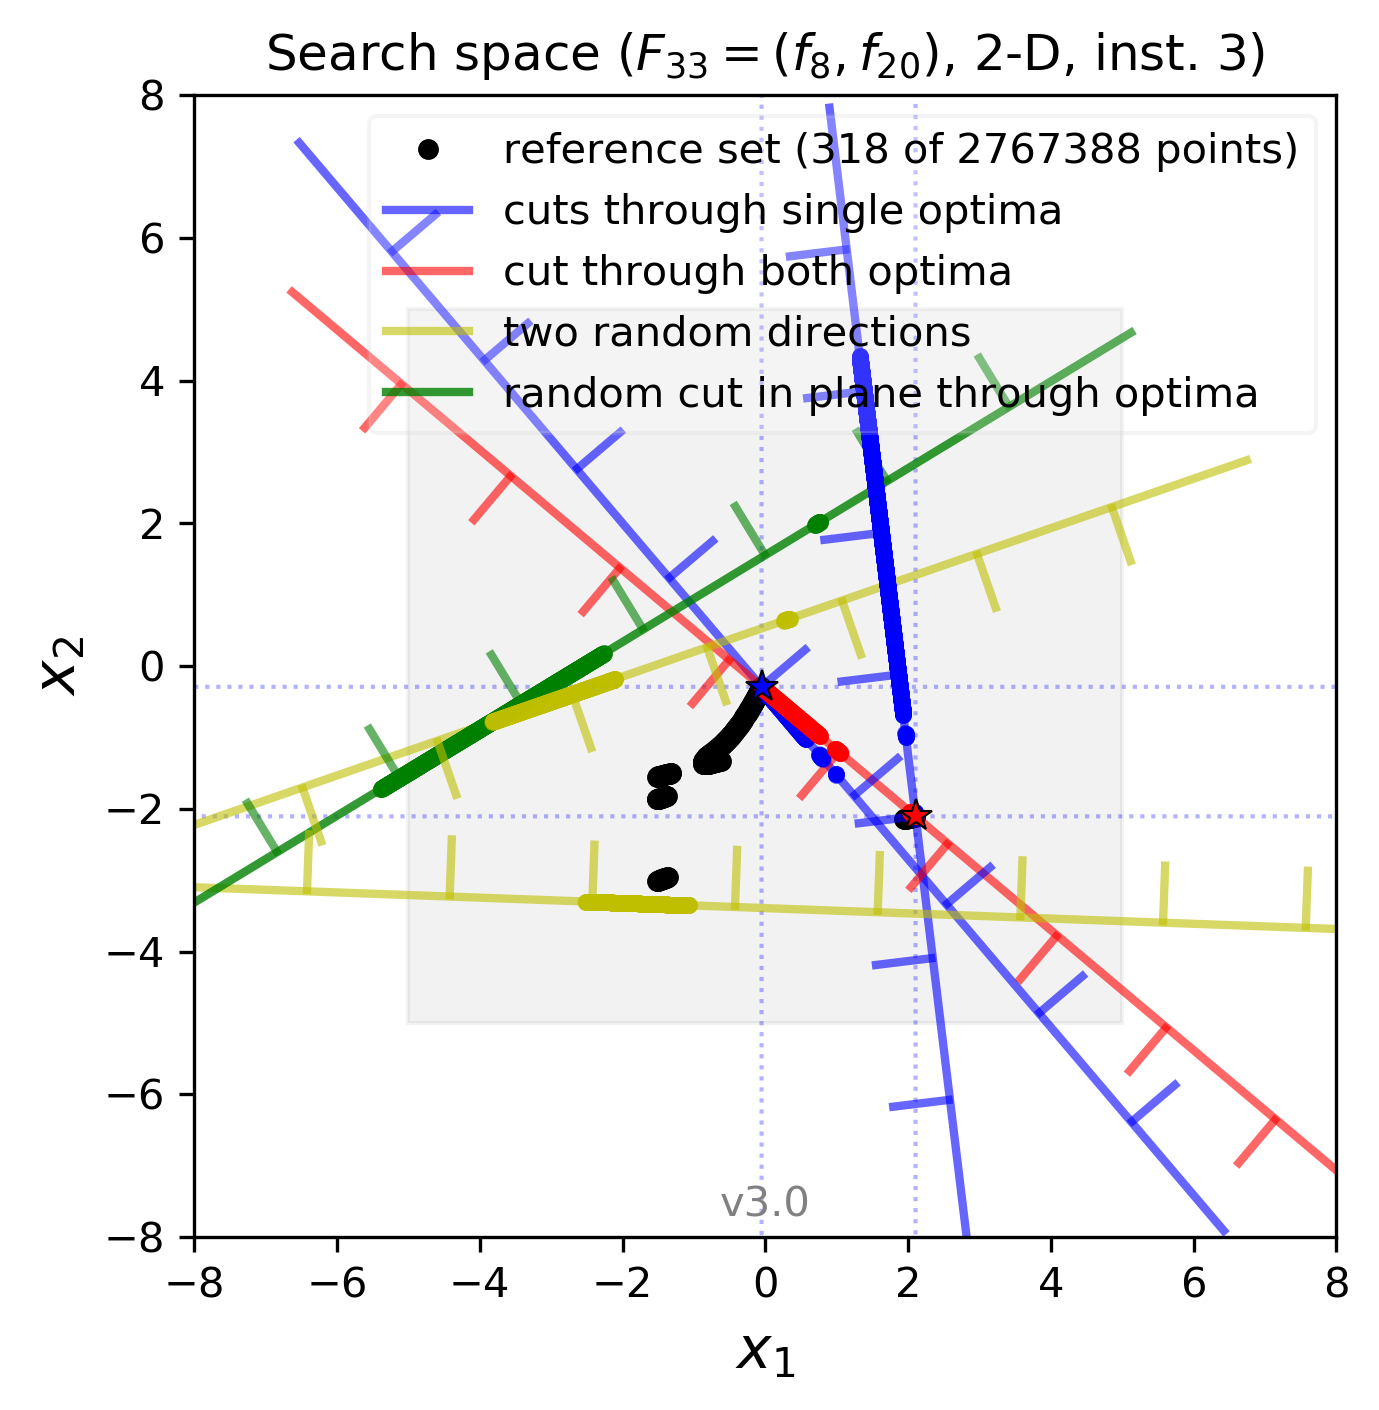 Search space (F₃₃ = (f₈, f₂₀), 2-D, inst. 3)
reference set (318 of 2767388 points)
cuts through single optima
cut through both optima
two random directions
random cut in plane through optima
8
6
4
2
0
−2
−4
−6
−8
x₂
v3.0
−8 −6 −4 −2 0 2 4 6 8
x₁